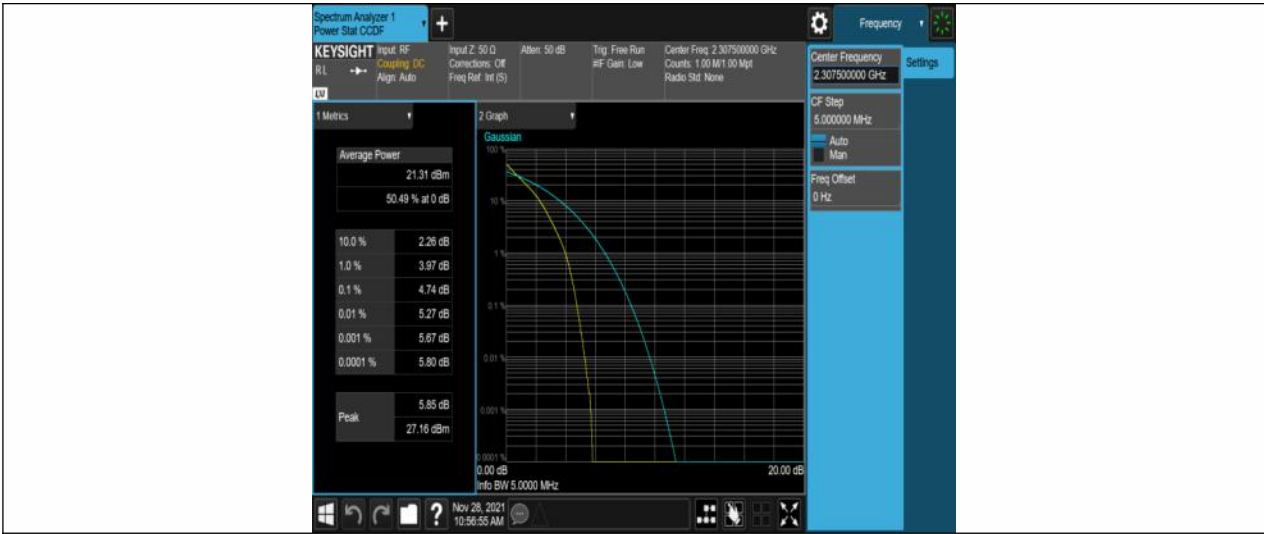 Spectrum Analyzer 1
Power Stat CCDF
+
Frequency
KEYSIGHT
RL
LV
Input: RF
Coupling: DC
Align: Auto
Input Z: 50 Ω
Corrections: Off
Freq Ref: Int (S)
Atten: 50 dB
Trig: Free Run
#IF Gain: Low
Center Freq: 2.307500000 GHz
Counts: 1.00 M/1.00 Mpt
Radio Std: None
Center Frequency
2.307500000 GHz
Settings
CF Step
5.000000 MHz
Auto
Man
Freq Offset
0 Hz
1 Metrics
Average Power
21.31 dBm
50.49 % at 0 dB
10.0 % 2.26 dB
1.0 % 3.97 dB
0.1 % 4.74 dB
0.01 % 5.27 dB
0.001 % 5.67 dB
0.0001 % 5.80 dB
Peak
5.85 dB
27.16 dBm
2 Graph
Gaussian
100 %
10 %
1 %
0.1 %
0.01 %
0.001 %
0.0001 %
0.00 dB 20.00 dB
Info BW 5.0000 MHz
?
Nov 28, 2021
10:56:55 AM